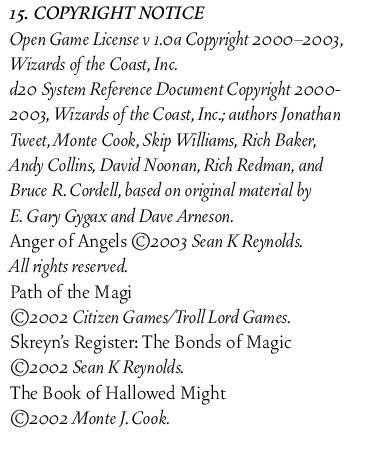 15. COPYRIGHT NOTICE
Open Game License v 1.0a Copyright 2000–2003,
Wizards of the Coast, Inc.
d20 System Reference Document Copyright 2000-
2003, Wizards of the Coast, Inc.; authors Jonathan
Tweet, Monte Cook, Skip Williams, Rich Baker,
Andy Collins, David Noonan, Rich Redman, and
Bruce R. Cordell, based on original material by
E. Gary Gygax and Dave Arneson.
Anger of Angels ©2003 Sean K Reynolds.
All rights reserved.
Path of the Magi
©2002 Citizen Games/Troll Lord Games.
Skreyn's Register: The Bonds of Magic
©2002 Sean K Reynolds.
The Book of Hallowed Might
©2002 Monte J. Cook.